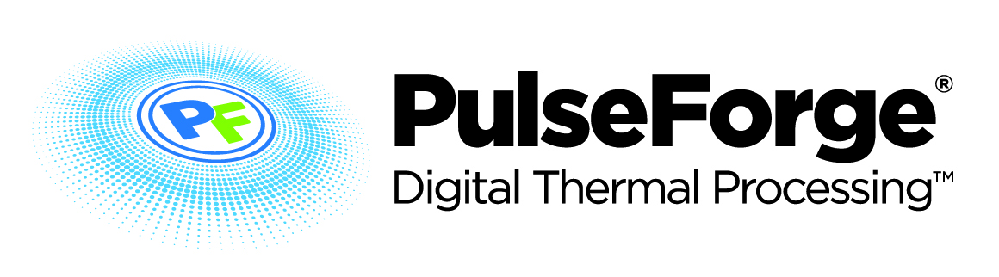 PF
PulseForge®
Digital Thermal Processing™